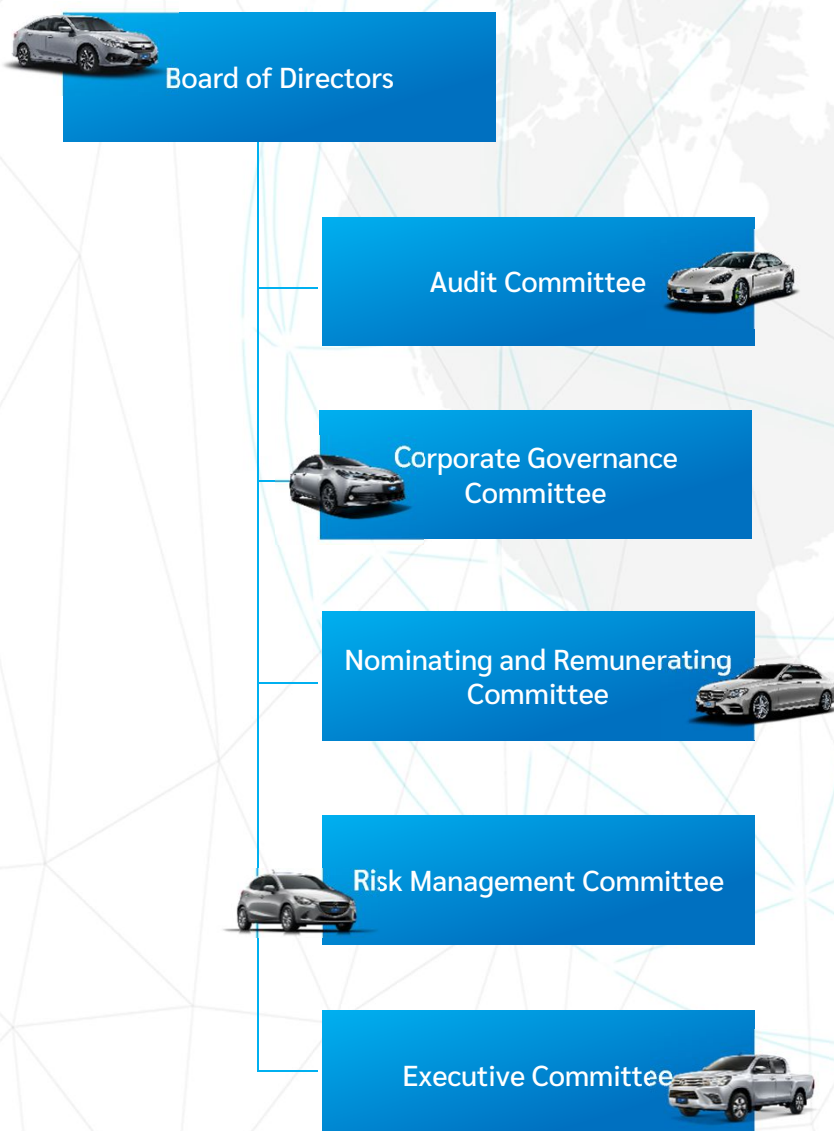 Board of Directors
Audit Committee
Corporate Governance
Committee
Nominating and Remunerating
Committee
Risk Management Committee
Executive Committee